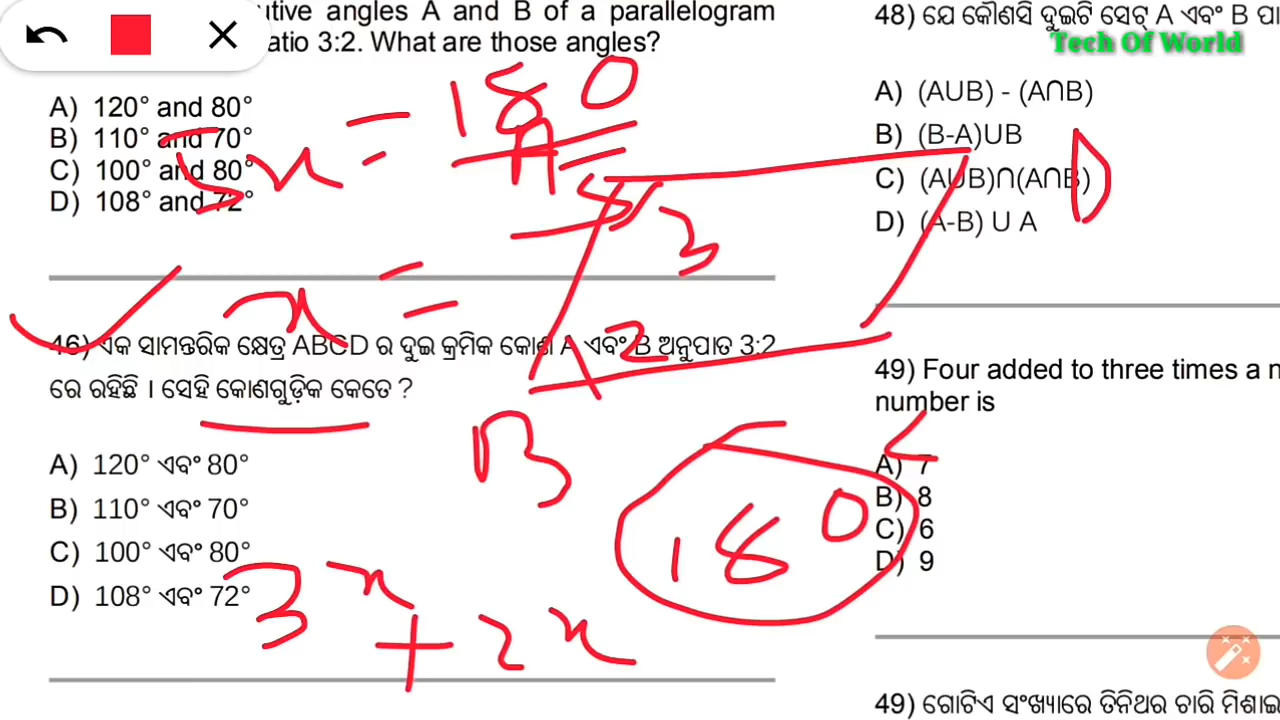 utive angles A and B of a parallelogram
atio 3:2. What are those angles?
A) 120° and 80°
B) 110° and 70°
C) 100° and 80°
D) 108° and 72°
5x = 180
5
x =
A
3
2
B
46) ଏକ ସାମନ୍ତରିକ କ୍ଷେତ୍ର ABCD ର ଦୁଇ କ୍ରମିକ କୋଣ A ଏବଂ B ଅନୁପାତ 3:2
ରେ ରହିଛି । ସେହି କୋଣଗୁଡ଼ିକ କେତେ ?
A) 120° ଏବଂ 80°
B) 110° ଏବଂ 70°
C) 100° ଏବଂ 80°
D) 108° ଏବଂ 72°
3x + 2x
180
48) ଯେ କୌଣସି ଦୁଇଟି ସେଟ୍ A ଏବଂ B ପା
Tech Of World
A) (AUB) - (A∩B)
B) (B-A)UB
C) (AUB)∩(A∩B)
D) (A-B) U A
D
49) Four added to three times a n
number is
A) 7
B) 8
C) 6
D) 9
49) ଗୋଟିଏ ସଂଖ୍ୟାରେ ତିନିଥର ଚାରି ମିଶାଇ